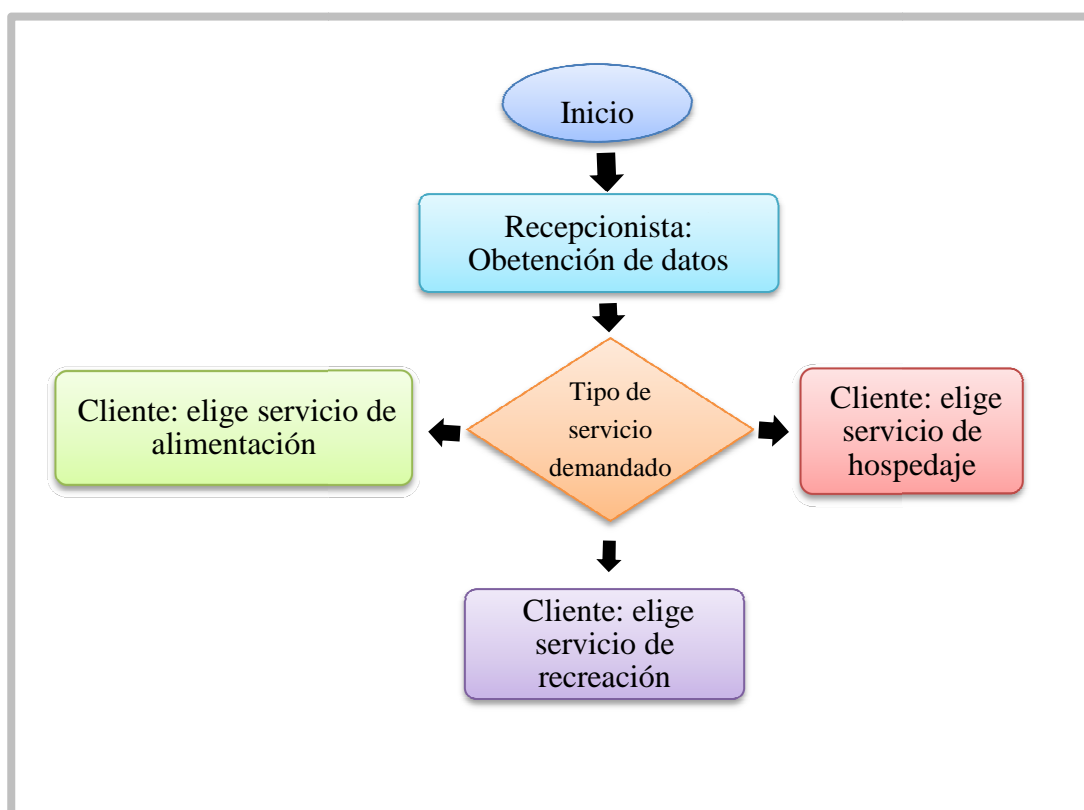 Inicio
Recepcionista:
Obetención de datos
Tipo de
servicio
demandado
Cliente: elige servicio de
alimentación
Cliente: elige
servicio de
hospedaje
Cliente: elige
servicio de
recreación